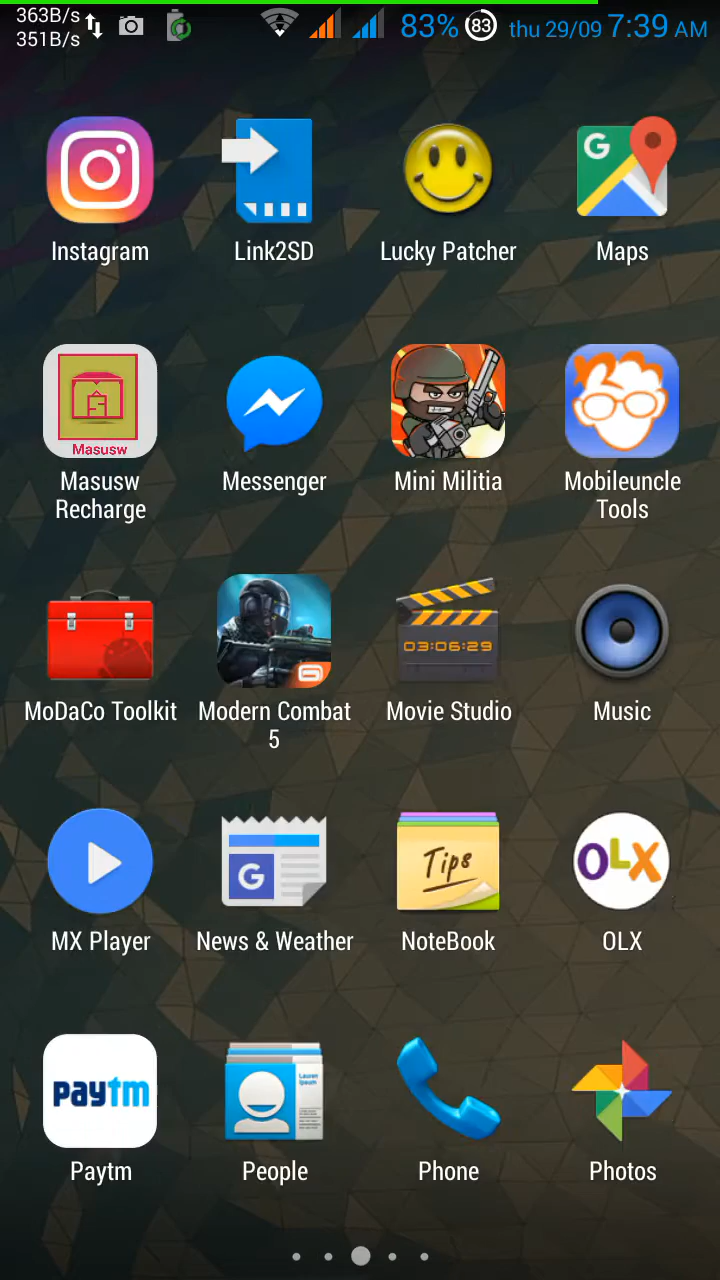 363B/s
351B/s
83% 83 thu 29/09 7:39 AM
G
Instagram Link2SD Lucky Patcher Maps
Masusw
Masusw
Recharge
Messenger Mini Militia
Mobileuncle
Tools
03:06:29
MoDaCo Toolkit
Modern Combat
5
Movie Studio Music
G
Lauren
Ipsum
Tips
OLX
MX Player News & Weather NoteBook OLX
paytm
Paytm People Phone Photos